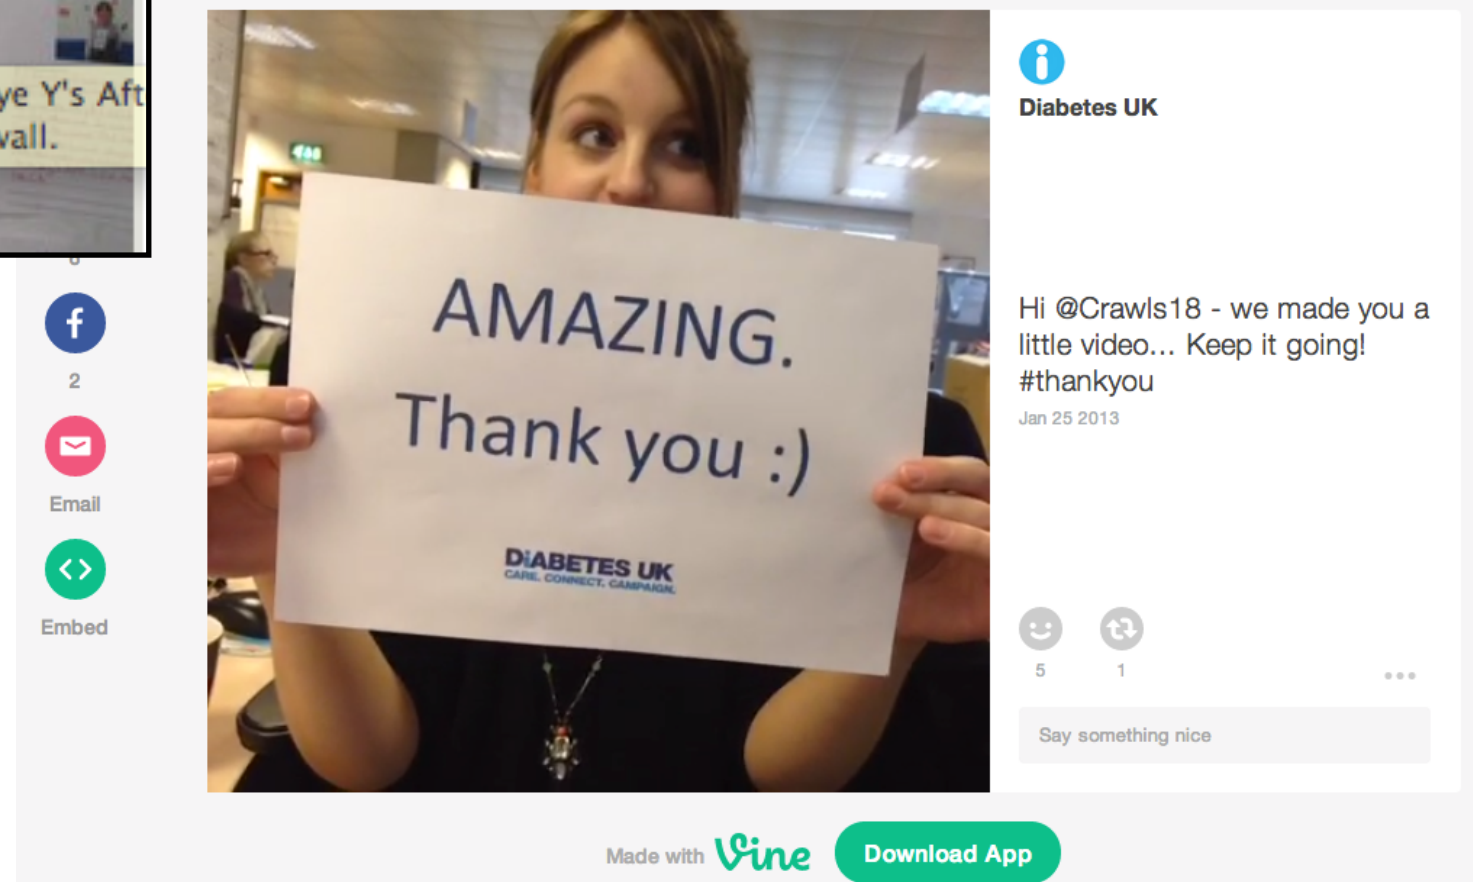 ye Y's Aft
wall.
2
Email
Embed
AMAZING.
Thank you :)
DiABETES UK
CARE. CONNECT. CAMPAIGN.
Diabetes UK
Hi @Crawls18 - we made you a
little video... Keep it going!
#thankyou
Jan 25 2013
5 1
Say something nice
Made with Vine Download App